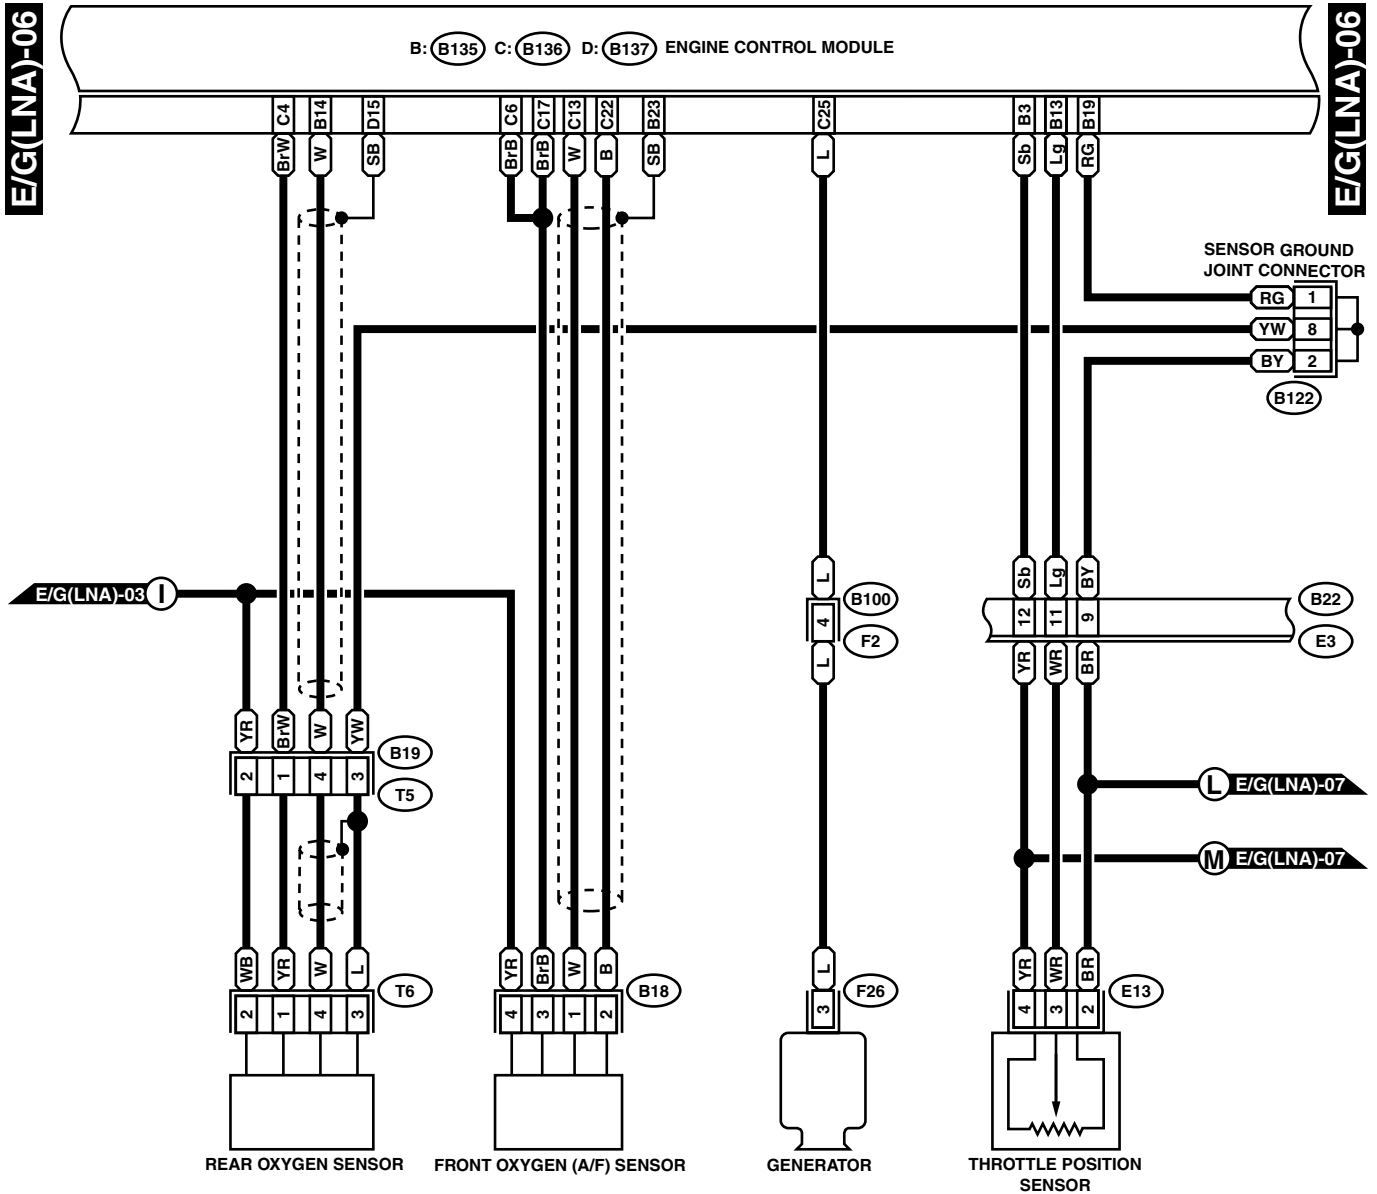 E/G(LNA)-06
E/G(LNA)-06
B: B135 C: B136 D: B137 ENGINE CONTROL MODULE
C4 B14 D15 C6 C17 C13 C22 B23 C25 B3 B13 B19
BrW W SB BrB BrB W B SB L Sb Lg RG
SENSOR GROUND
JOINT CONNECTOR
RG 1
YW 8
BY 2
B122
E/G(LNA)-03 I
L Sb Lg BY
4 B100 12 11 9 B22
F2 E3
L YR WR BR
YR BrW W YW
B19
2 1 4 3
T5
L E/G(LNA)-07
M E/G(LNA)-07
WB YR W L YR BrB W B L YR WR BR
T6 B18 F26 E13
2 1 4 3 4 3 1 2 3 4 3 2
REAR OXYGEN SENSOR FRONT OXYGEN (A/F) SENSOR GENERATOR THROTTLE POSITION
SENSOR